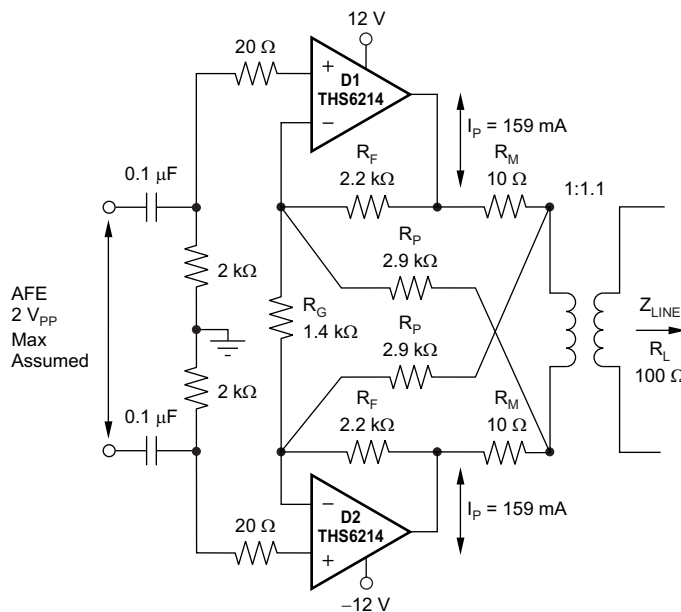 12 V
20 Ω
+
D1
THS6214
−
I_P = 159 mA
R_F
2.2 kΩ
R_M
10 Ω
0.1 μF
1:1.1
2 kΩ
R_P
2.9 kΩ
AFE
2 V_PP
Max
Assumed
R_G
1.4 kΩ
R_P
2.9 kΩ
Z_LINE
R_L
100 Ω
2 kΩ
0.1 μF
R_F
2.2 kΩ
R_M
10 Ω
−
D2
THS6214
+
20 Ω
I_P = 159 mA
−12 V